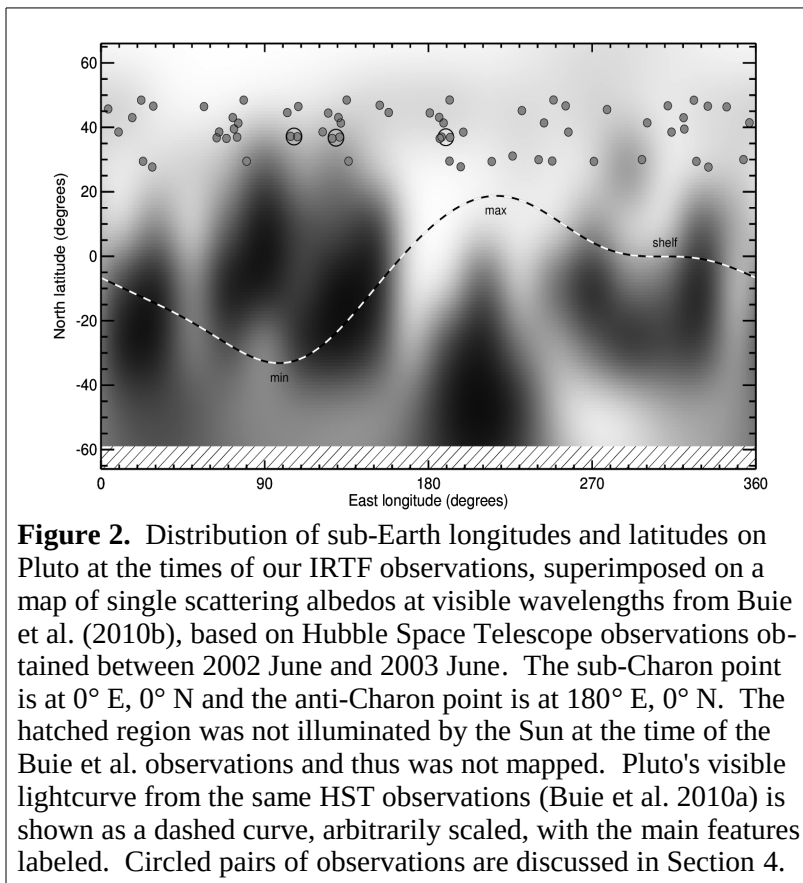 60
40
20
0
-20
-40
-60
North latitude (degrees)
max
shelf
min
0 90 180 270 360
East longitude (degrees)
Figure 2. Distribution of sub-Earth longitudes and latitudes on
Pluto at the times of our IRTF observations, superimposed on a
map of single scattering albedos at visible wavelengths from Buie
et al. (2010b), based on Hubble Space Telescope observations ob-
tained between 2002 June and 2003 June. The sub-Charon point
is at 0° E, 0° N and the anti-Charon point is at 180° E, 0° N. The
hatched region was not illuminated by the Sun at the time of the
Buie et al. observations and thus was not mapped. Pluto's visible
lightcurve from the same HST observations (Buie et al. 2010a) is
shown as a dashed curve, arbitrarily scaled, with the main features
labeled. Circled pairs of observations are discussed in Section 4.